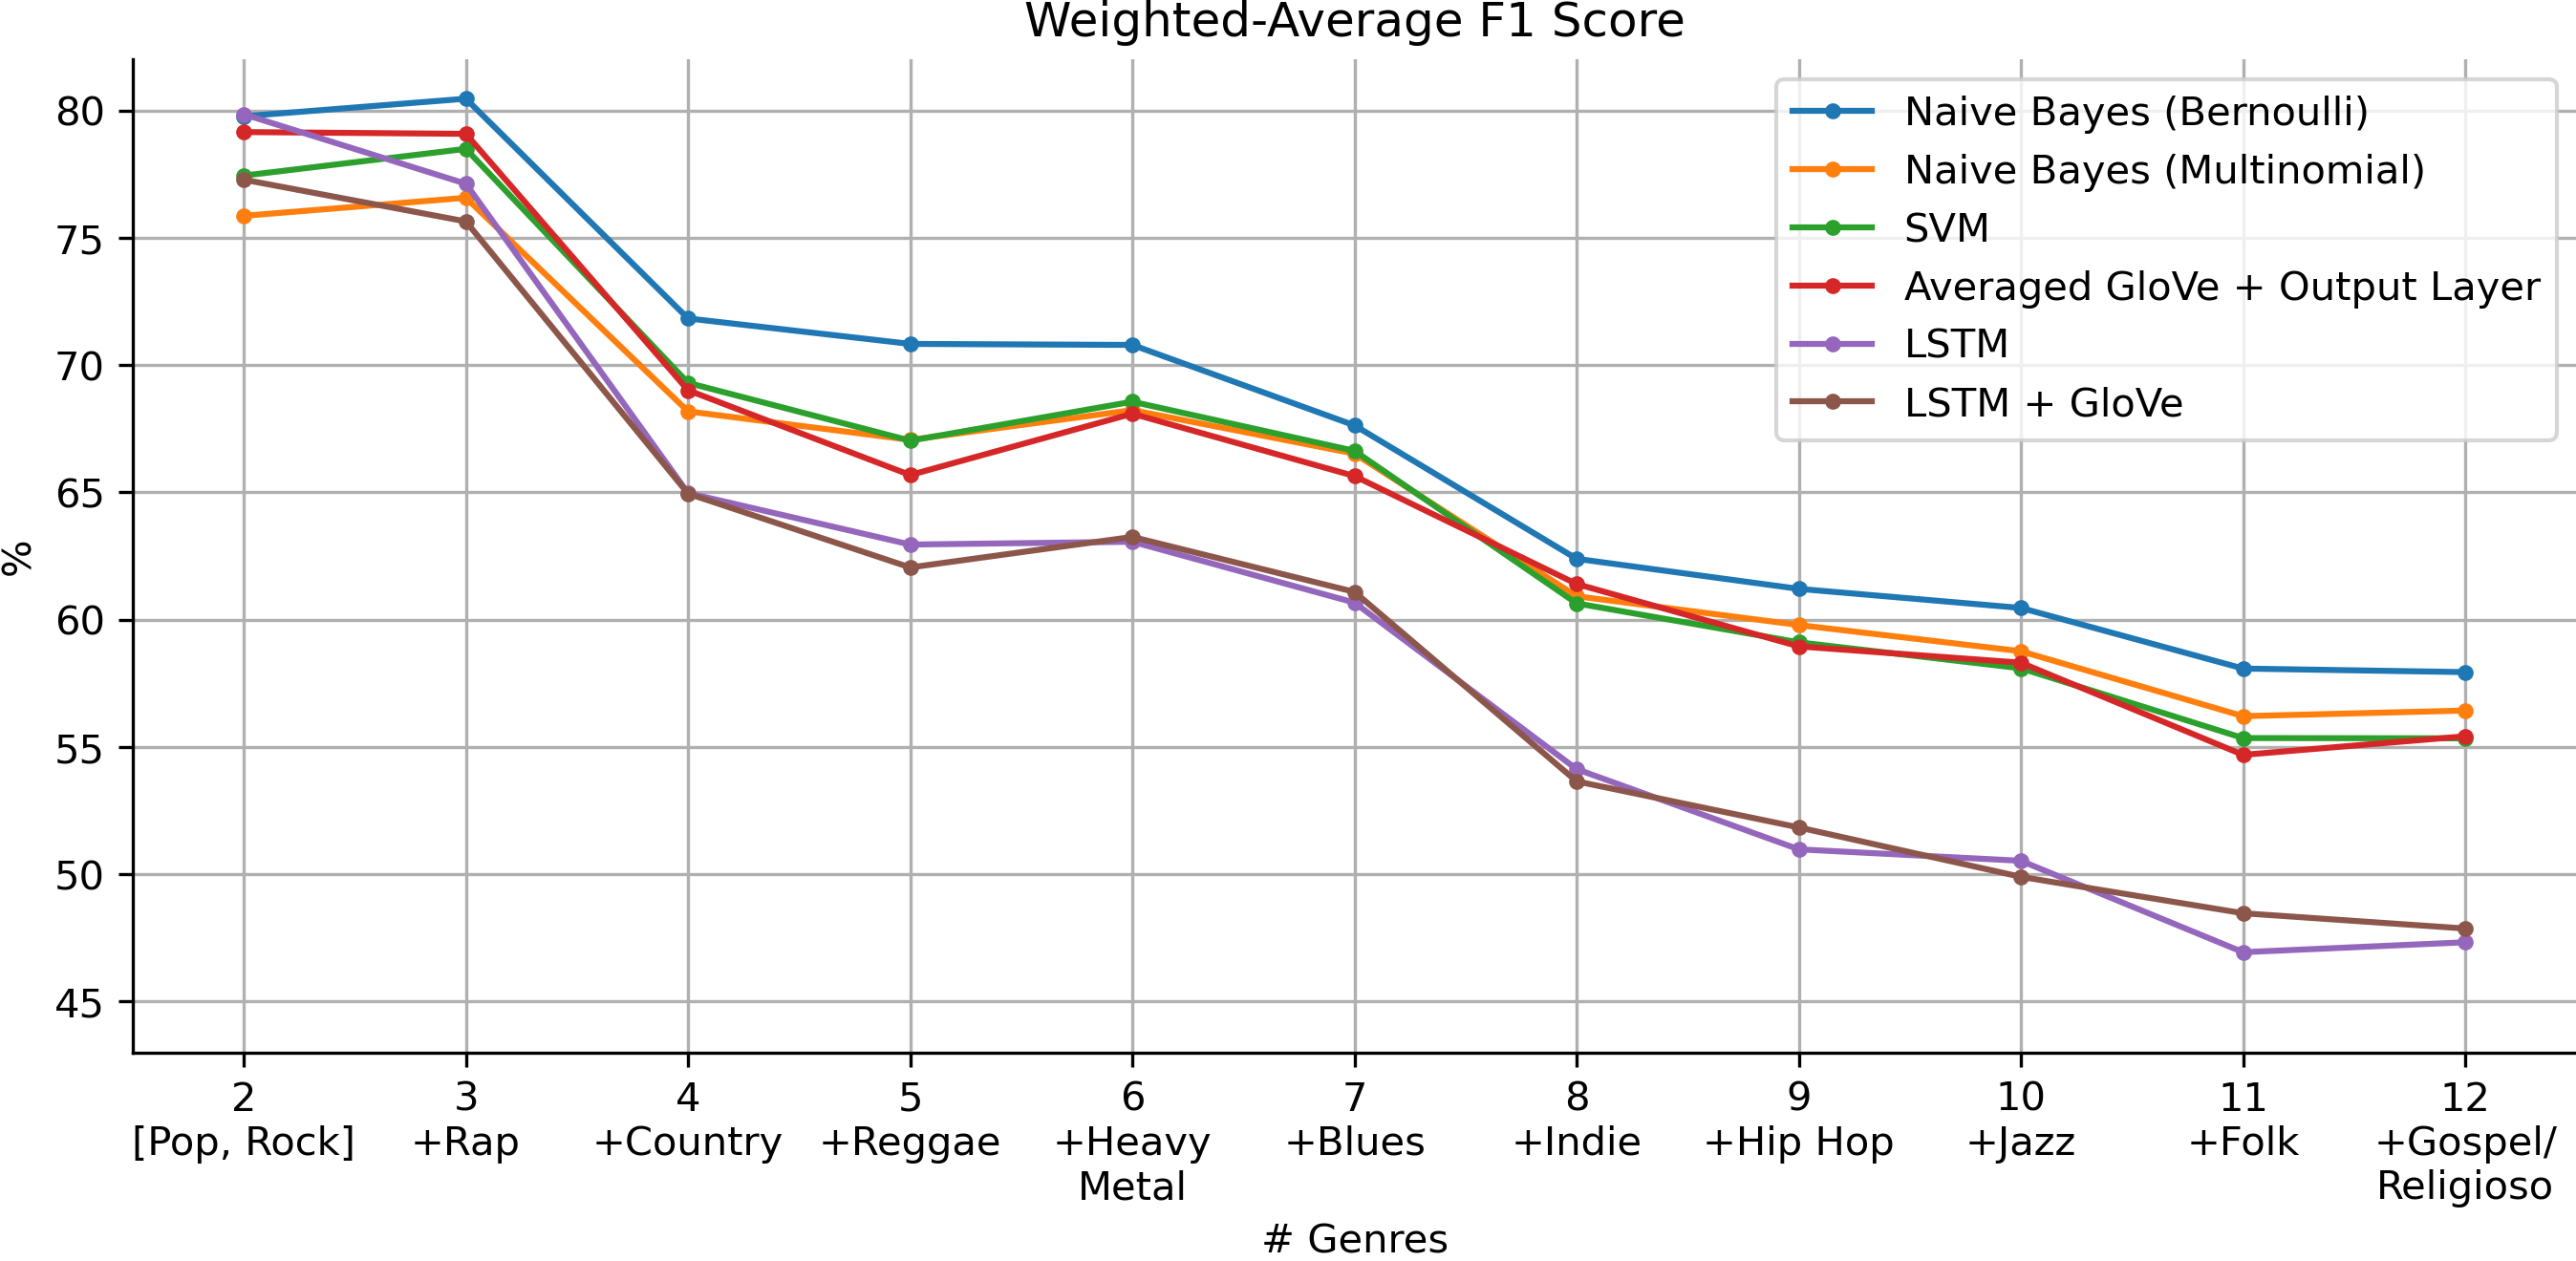 Weighted-Average F1 Score
80
75
70
65
60
55
50
45
%
Naive Bayes (Bernoulli)
Naive Bayes (Multinomial)
SVM
Averaged GloVe + Output Layer
LSTM
LSTM + GloVe
2 3 4 5 6 7 8 9 10 11 12
[Pop, Rock] +Rap +Country +Reggae +Heavy +Blues +Indie +Hip Hop +Jazz +Folk +Gospel/
Metal Religioso
# Genres